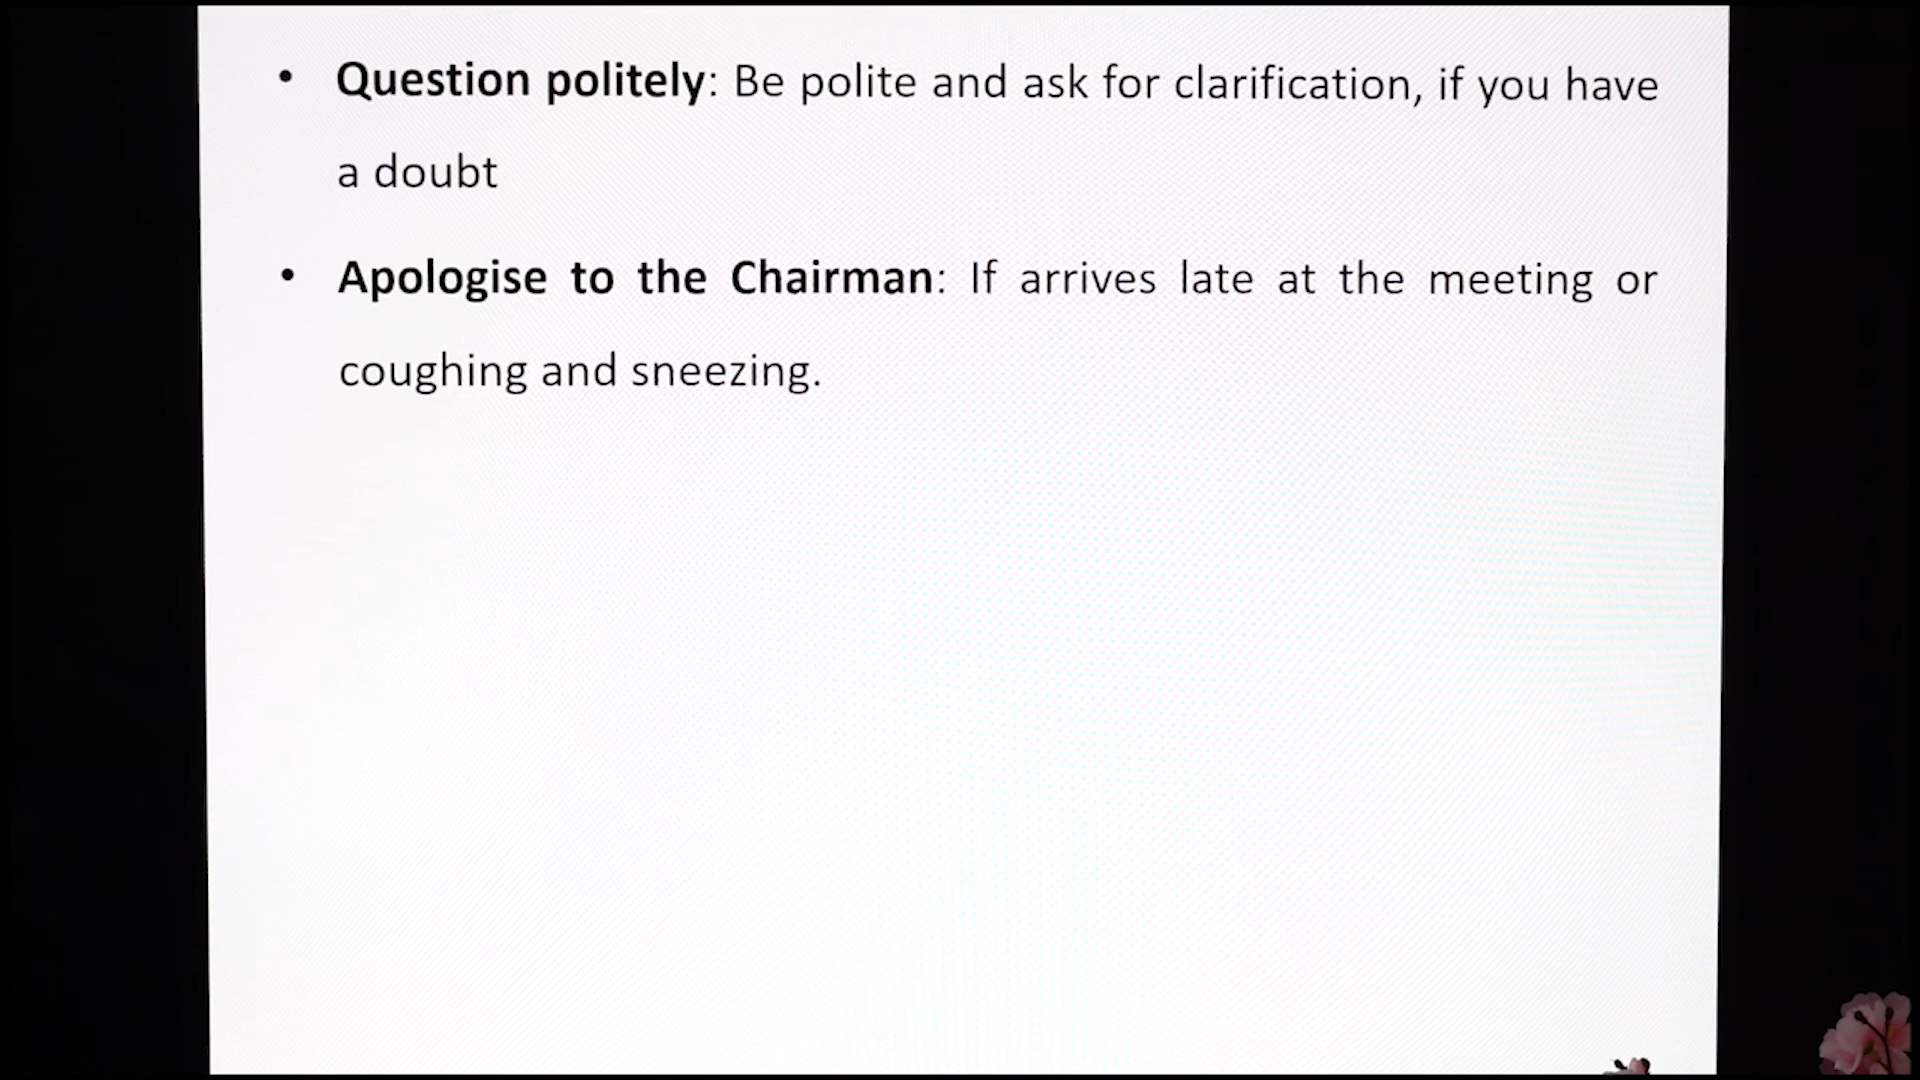 • Question politely: Be polite and ask for clarification, if you have
a doubt
• Apologise to the Chairman: If arrives late at the meeting or
coughing and sneezing.